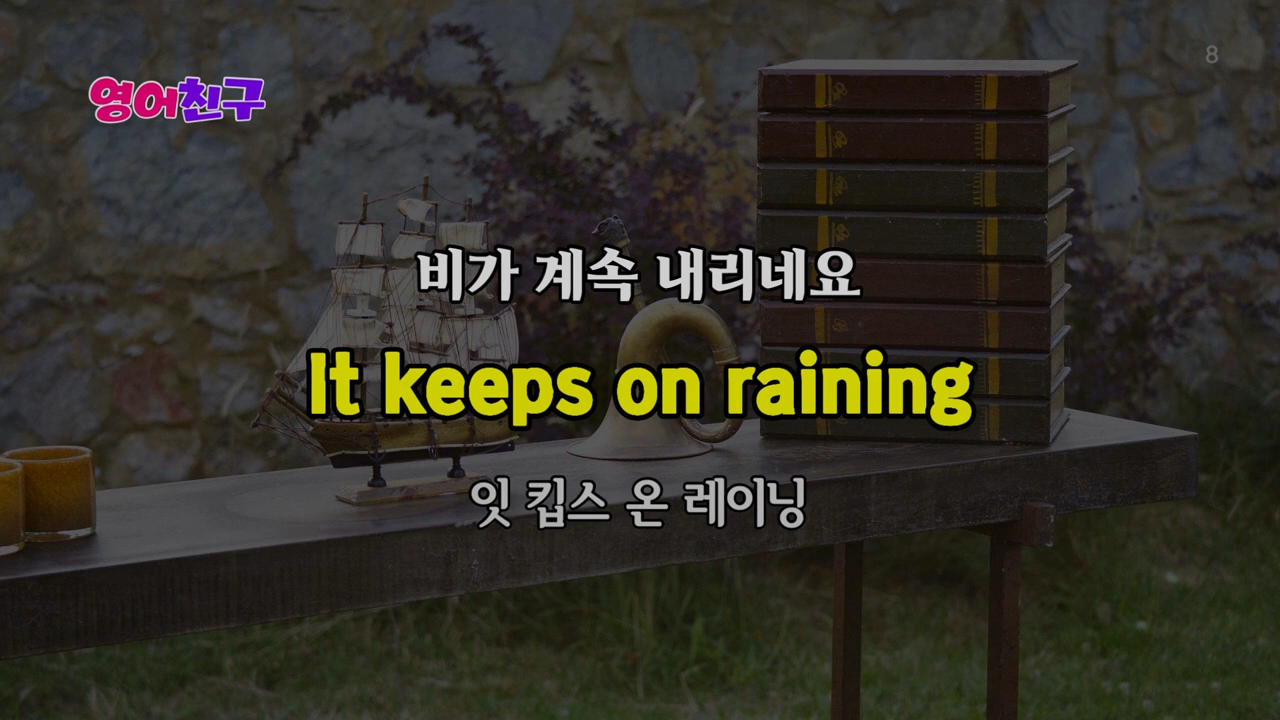 영어친구
8
비가 계속 내리네요
It keeps on raining
잇 킵스 온 레이닝